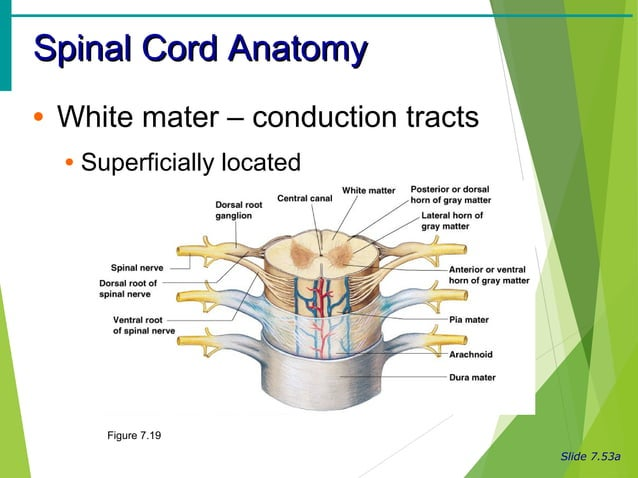 Spinal Cord Anatomy
• White mater – conduction tracts
• Superficially located
Dorsal root
ganglion
Central canal
White matter
Posterior or dorsal
horn of gray matter
Lateral horn of
gray matter
Spinal nerve
Dorsal root of
spinal nerve
Ventral root
of spinal nerve
Anterior or ventral
horn of gray matter
Pia mater
Arachnoid
Dura mater
Figure 7.19
Slide 7.53a